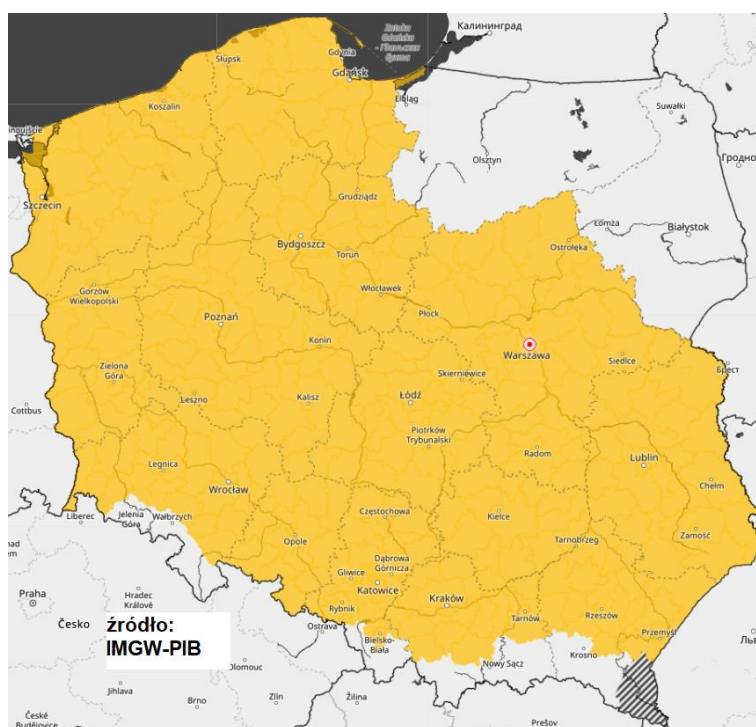 Калининград
Zatoka
Gdańska
Gdynia
Słupsk
Gdańsk
Elbląg
Koszalin
Suwałki
Olsztyn
Гродно
Szczecin
Grudziądz
Łomża
Białystok
Bydgoszcz
Toruń
Ostrołęka
Gorzów
Wielkopolski
Włocławek
Płock
Poznań
Konin
Warszawa
Siedlce
Брест
Zielona
Góra
Skierniewice
Leszno
Kalisz
Łódź
Cottbus
Piotrków
Trybunalski
Radom
Lublin
Legnica
Wrocław
Chełm
Liberec
Jelenia
Góra
Wałbrzych
Częstochowa
Kielce
Opole
Zamość
Tarnobrzeg
Dąbrowa
Górnicza
Gliwice
Katowice
Praha
Hradec
Králové
Rybnik
Kraków
Tarnów
Rzeszów
Česko
źródło:
IMGW-PIB
Ostrava
Bielsko-
Biała
Przemyśl
Nowy Sącz
Krosno
Olomouc
Jihlava
Brno
Zlín
Žilina
České
Budějovice
Prešov